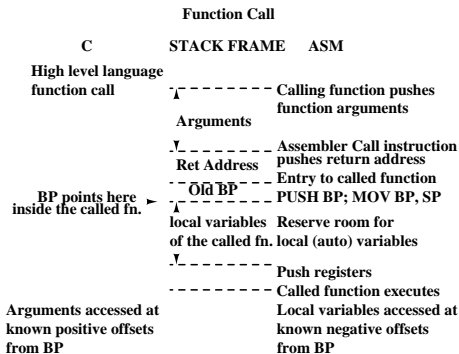 Function Call
C STACK FRAME ASM
High level language
function call
Calling function pushes
function arguments
Arguments
Assembler Call instruction
pushes return address
Ret Address
Entry to called function
Old BP
PUSH BP; MOV BP, SP
BP points here
inside the called fn.
local variables
of the called fn.
Reserve room for
local (auto) variables
Push registers
Called function executes
Arguments accessed at
known positive offsets
from BP
Local variables accessed at
known negative offsets
from BP